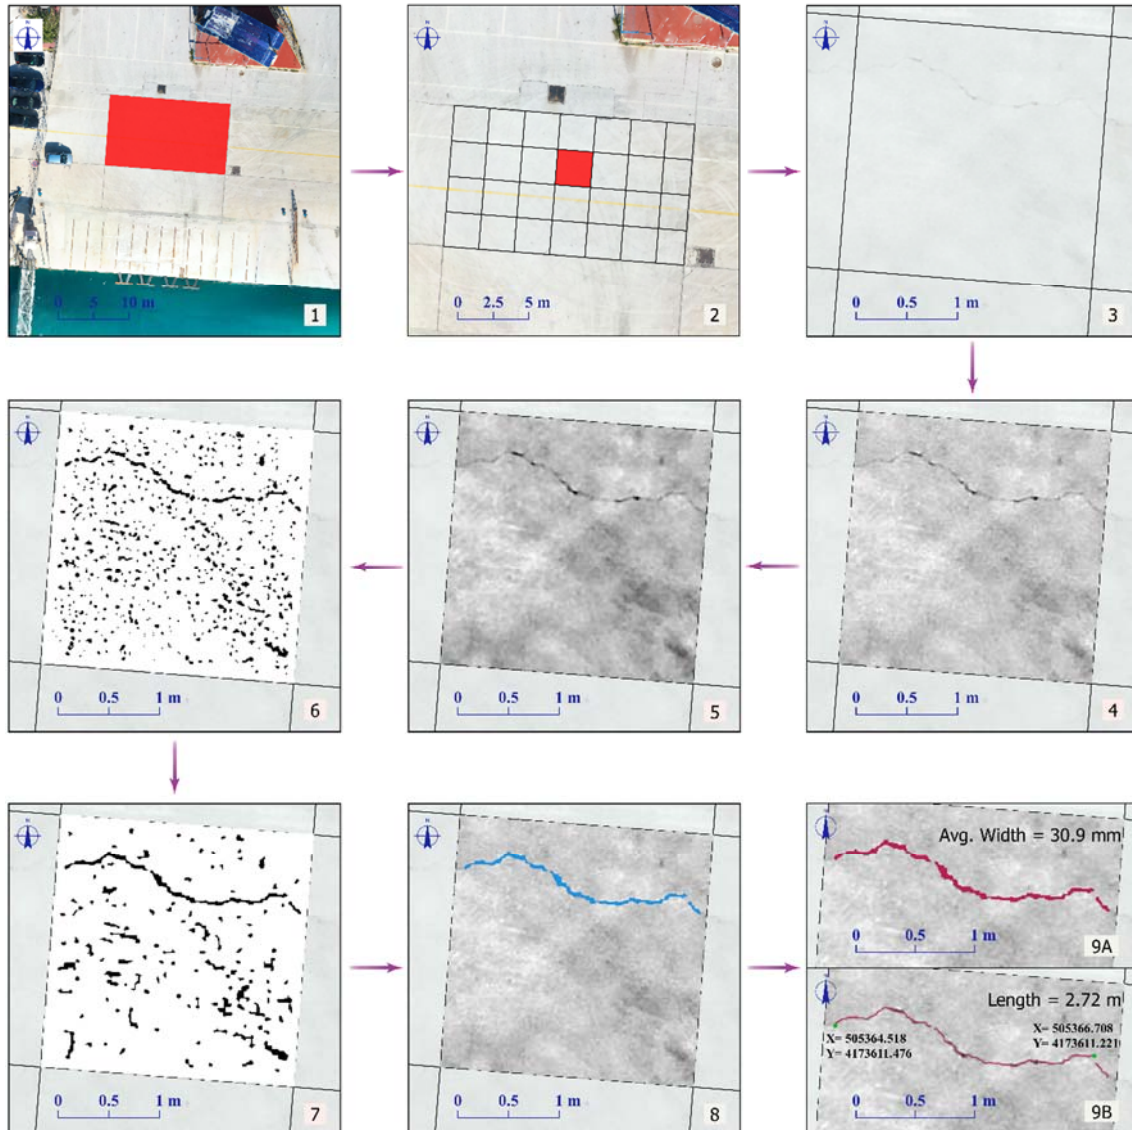 N
0 5 10 m
1
N
0 2.5 5 m
2
N
0 0.5 1 m
3
N
0 0.5 1 m
6
N
0 0.5 1 m
5
N
0 0.5 1 m
4
N
0 0.5 1 m
7
N
0 0.5 1 m
8
N
Avg. Width = 30.9 mm
0 0.5 1 m
9A
N
Length = 2.72 m
X= 505364.518
Y= 4173611.476
X= 505366.708
Y= 4173611.221
0 0.5 1 m
9B